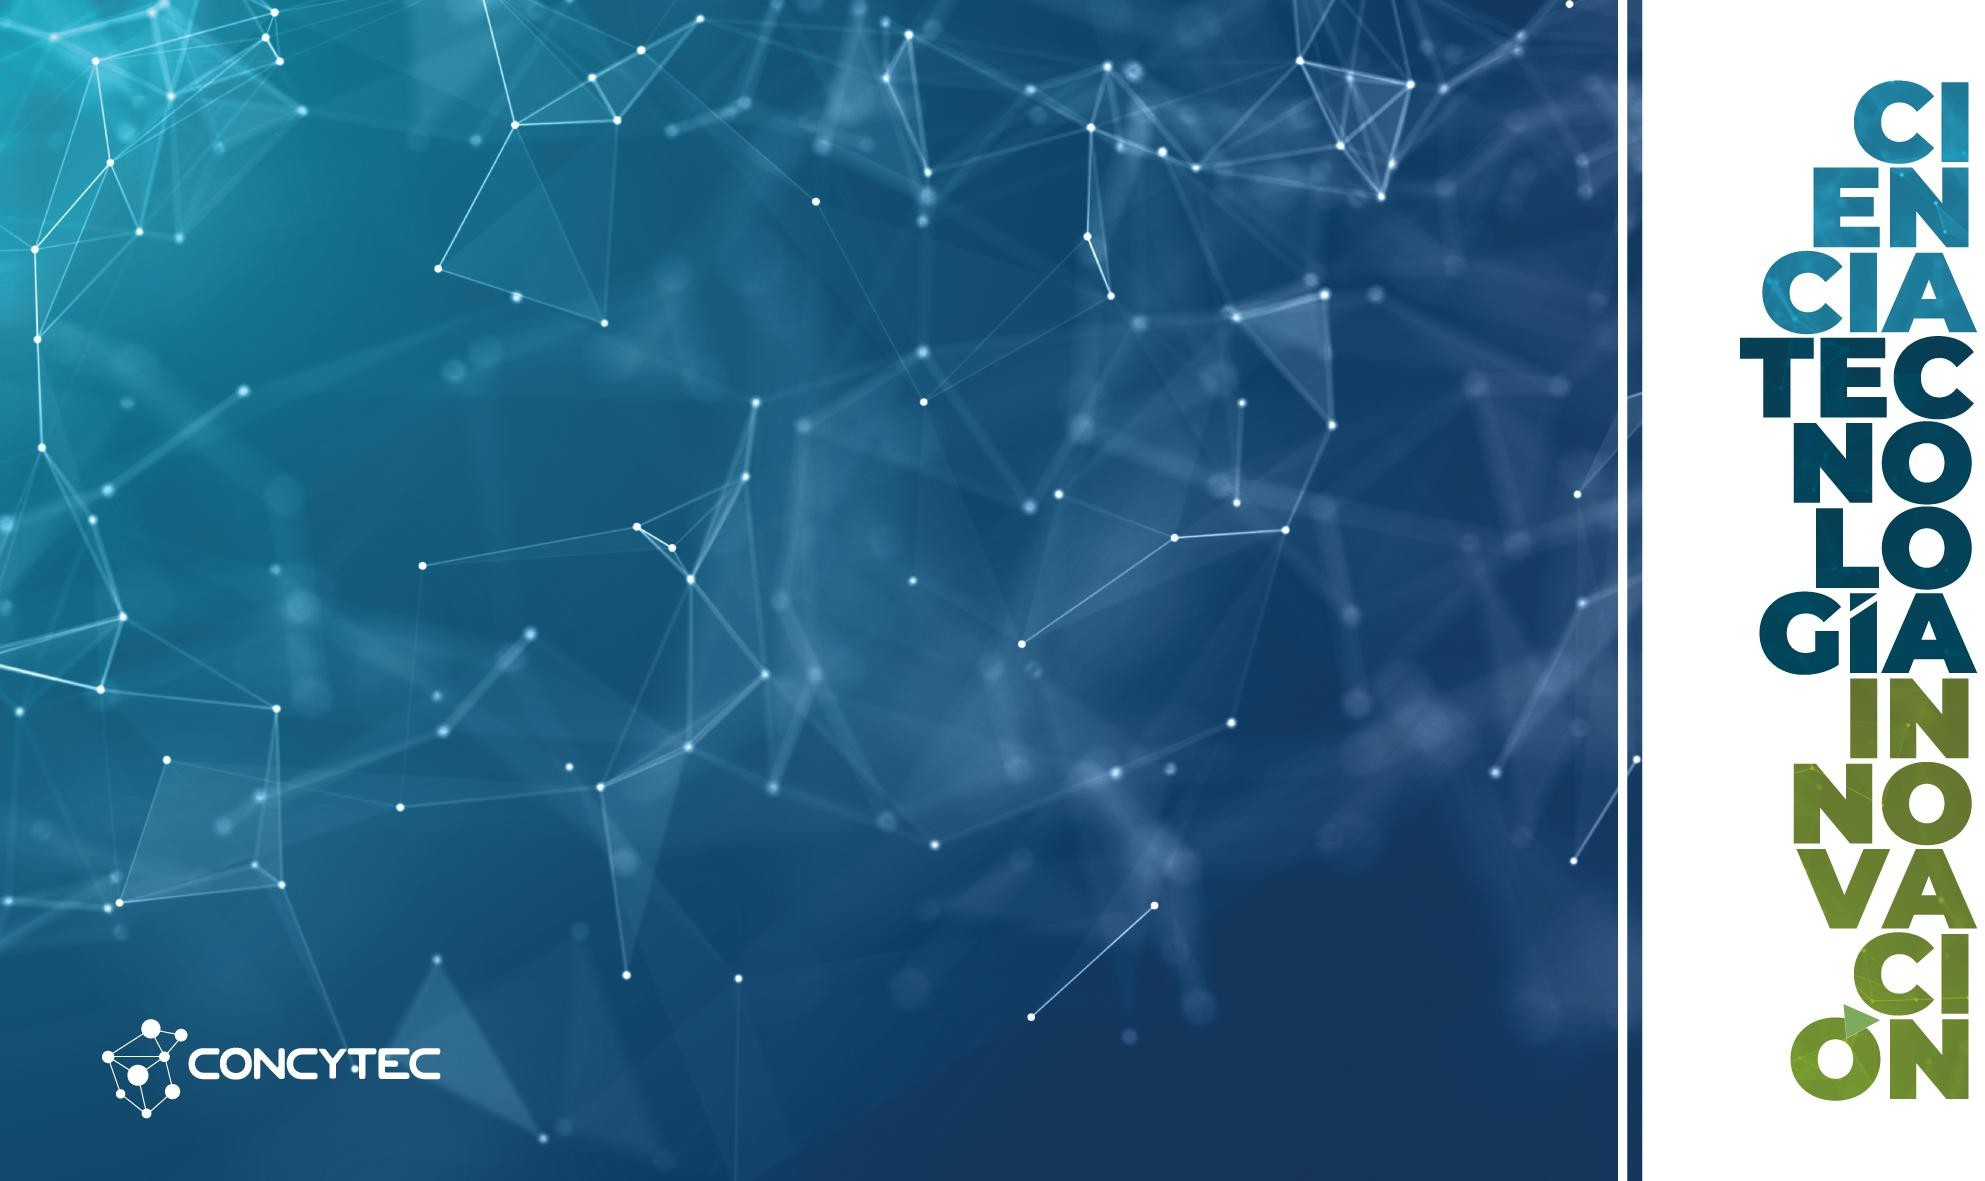 CONCYTEC
CI
EN
CIA
TEC
NO
LO
GÍA
IN
NO
VA
CI
ÓN